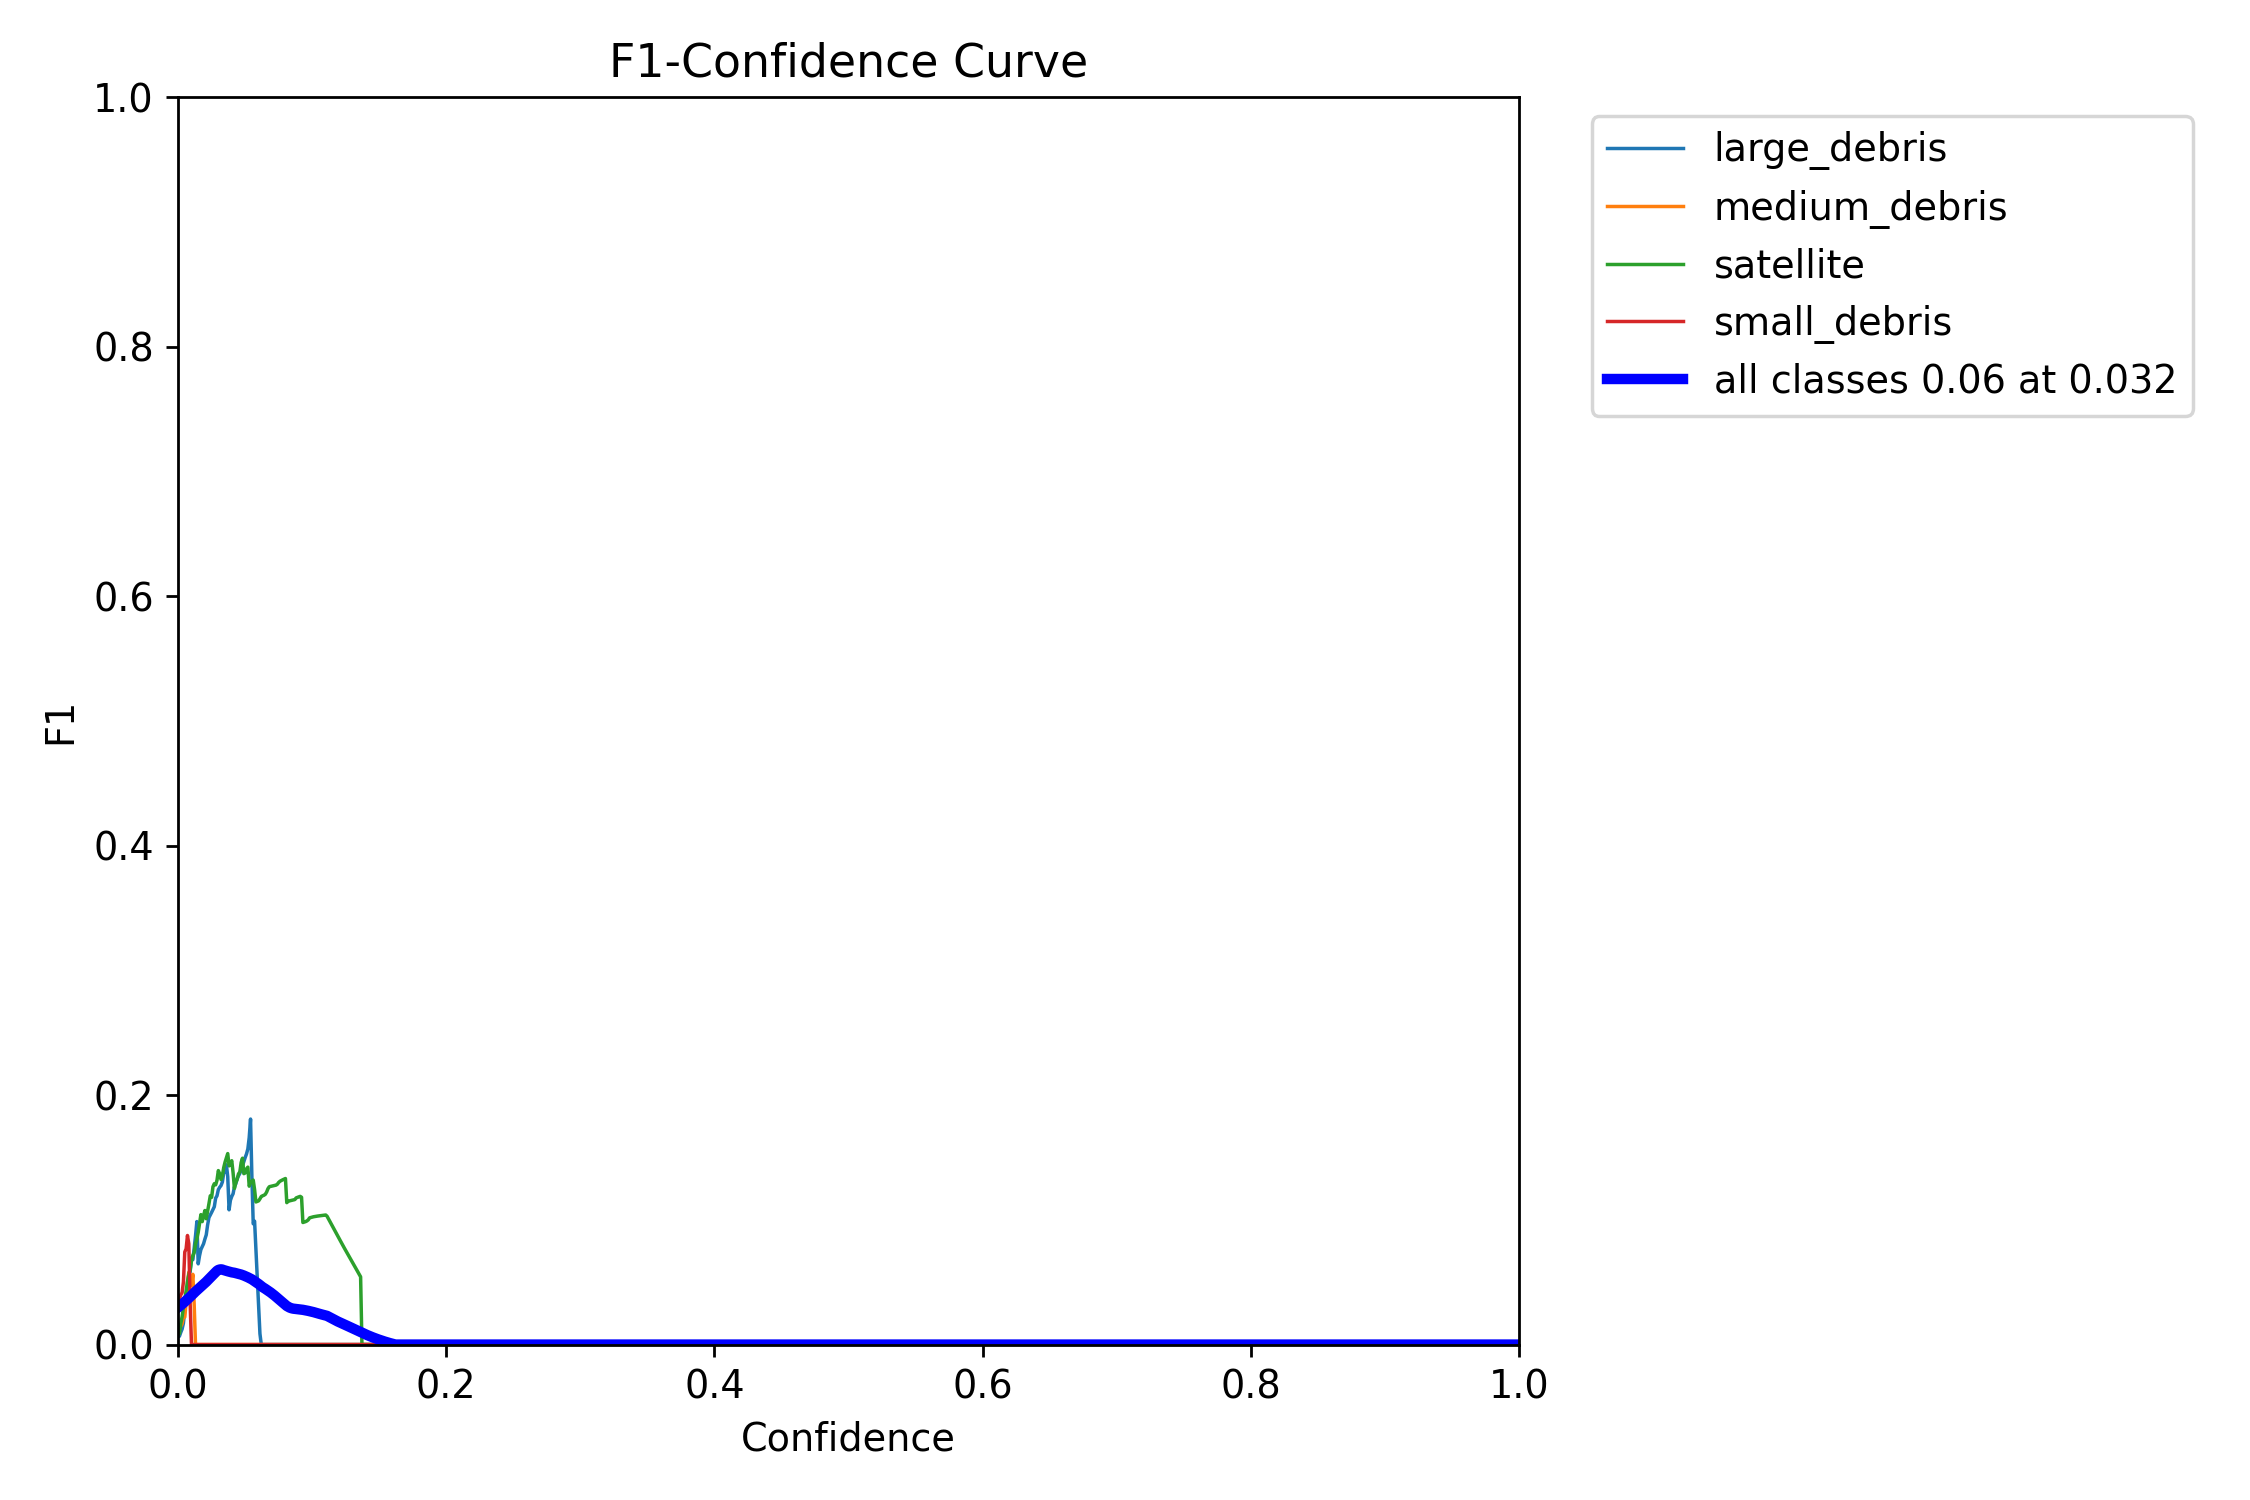 F1-Confidence Curve
1.0
0.8
0.6
0.4
0.2
0.0
F1
0.0 0.2 0.4 0.6 0.8 1.0
Confidence
large_debris
medium_debris
satellite
small_debris
all classes 0.06 at 0.032